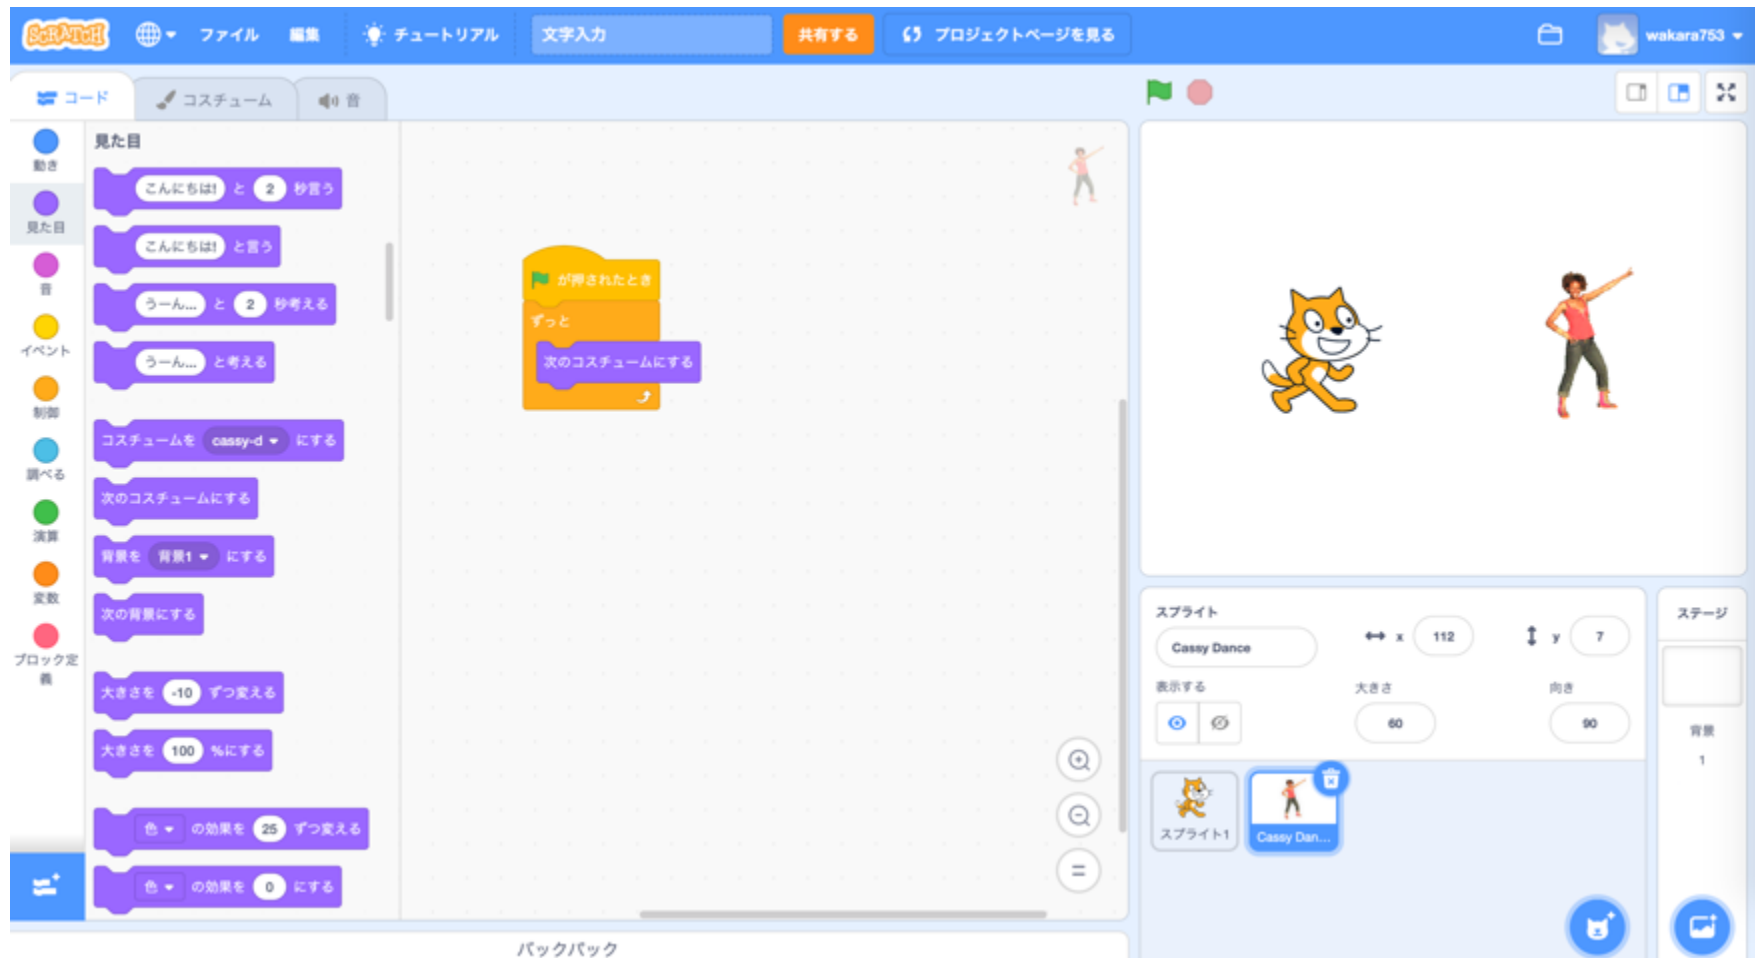 SCRATCH
ファイル
編集
チュートリアル
文字入力
共有する
プロジェクトページを見る
wakara753
コード
コスチューム
音
動き
見た目
音
イベント
制御
調べる
演算
変数
ブロック定
義
見た目
こんにちは! と 2 秒言う
こんにちは! と言う
うーん... と 2 秒考える
うーん... と考える
コスチュームを cassy-d にする
次のコスチュームにする
背景を 背景1 にする
次の背景にする
大きさを -10 ずつ変える
大きさを 100 %にする
色 の効果を 25 ずつ変える
色 の効果を 0 にする
が押されたとき
ずっと
次のコスチュームにする
バックパック
スプライト
Cassy Dance
x 112
y 7
表示する
大きさ
60
向き
90
スプライト1
Cassy Dan...
ステージ
背景
1